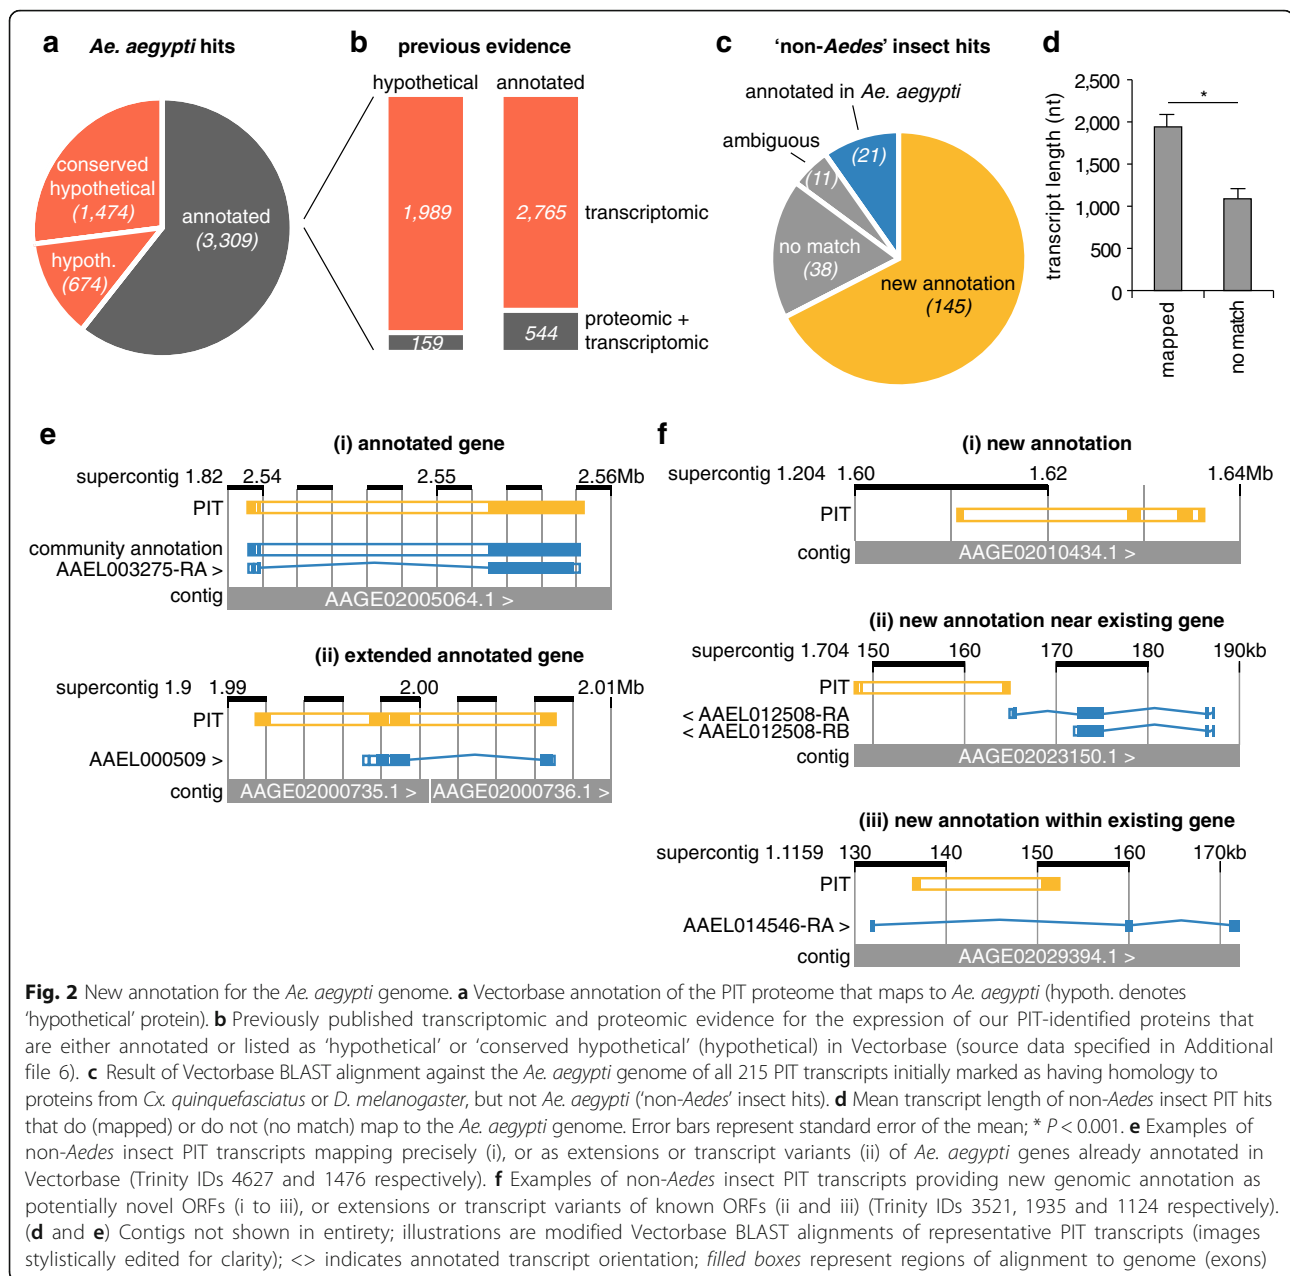 a Ae. aegypti hits
conserved
hypothetical
(1,474)
hypoth.
(674)
annotated
(3,309)
b previous evidence
hypothetical annotated
1,989 2,765 transcriptomic
159 544 proteomic +
transcriptomic
c 'non-Aedes' insect hits
annotated in Ae. aegypti
ambiguous
(21)
(11)
no match
(38)
new annotation
(145)
d
transcript length (nt)
2,500
2,000
1,500
1,000
500
0
*
mapped
no match
e
(i) annotated gene
supercontig 1.82 2.54 2.55 2.56Mb
PIT
community annotation
AAEL003275-RA >
contig AAGE02005064.1 >
(ii) extended annotated gene
supercontig 1.9 1.99 2.00 2.01Mb
PIT
AAEL000509 >
contig AAGE02000735.1 > AAGE02000736.1 >
f
(i) new annotation
supercontig 1.204 1.60 1.62 1.64Mb
PIT
contig AAGE02010434.1 >
(ii) new annotation near existing gene
supercontig 1.704 150 160 170 180 190kb
PIT
< AAEL012508-RA
< AAEL012508-RB
contig AAGE02023150.1 >
(iii) new annotation within existing gene
supercontig 1.1159 130 140 150 160 170kb
PIT
AAEL014546-RA >
contig AAGE02029394.1 >
Fig. 2 New annotation for the Ae. aegypti genome. a Vectorbase annotation of the PIT proteome that maps to Ae. aegypti (hypoth. denotes
'hypothetical' protein). b Previously published transcriptomic and proteomic evidence for the expression of our PIT-identified proteins that
are either annotated or listed as 'hypothetical' or 'conserved hypothetical' (hypothetical) in Vectorbase (source data specified in Additional
file 6). c Result of Vectorbase BLAST alignment against the Ae. aegypti genome of all 215 PIT transcripts initially marked as having homology to
proteins from Cx. quinquefasciatus or D. melanogaster, but not Ae. aegypti ('non-Aedes' insect hits). d Mean transcript length of non-Aedes insect PIT hits
that do (mapped) or do not (no match) map to the Ae. aegypti genome. Error bars represent standard error of the mean; * P < 0.001. e Examples of
non-Aedes insect PIT transcripts mapping precisely (i), or as extensions or transcript variants (ii) of Ae. aegypti genes already annotated in
Vectorbase (Trinity IDs 4627 and 1476 respectively). f Examples of non-Aedes insect PIT transcripts providing new genomic annotation as
potentially novel ORFs (i to iii), or extensions or transcript variants of known ORFs (ii and iii) (Trinity IDs 3521, 1935 and 1124 respectively).
(d and e) Contigs not shown in entirety; illustrations are modified Vectorbase BLAST alignments of representative PIT transcripts (images
stylistically edited for clarity); <> indicates annotated transcript orientation; filled boxes represent regions of alignment to genome (exons)